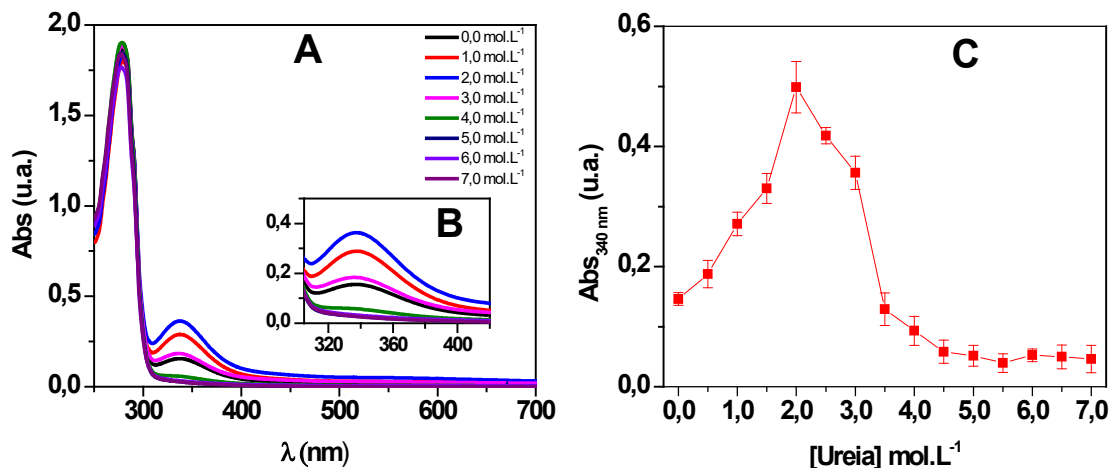 A
0,0 mol.L-1
1,0 mol.L-1
2,0 mol.L-1
3,0 mol.L-1
4,0 mol.L-1
5,0 mol.L-1
6,0 mol.L-1
7,0 mol.L-1
2,0
1,5
1,0
0,5
0,0
Abs (u.a.)
300 400 500 600 700
λ (nm)
B
0,4
0,2
0,0
320 360 400
C
0,6
0,4
0,2
0,0
Abs340 nm (u.a.)
0,0 1,0 2,0 3,0 4,0 5,0 6,0 7,0
[Ureia] mol.L-1